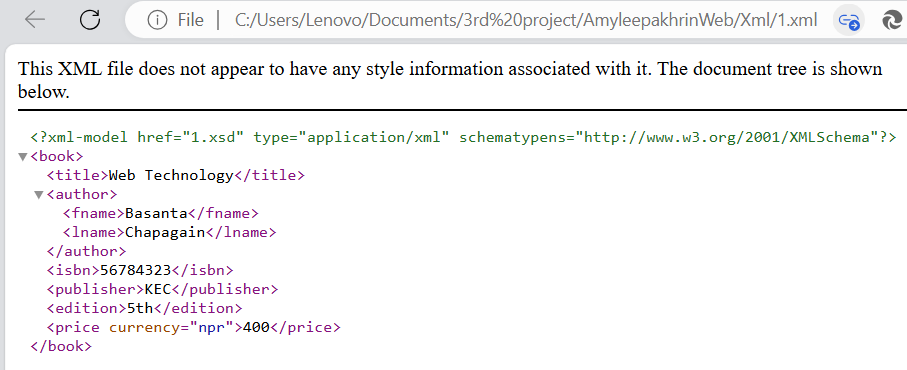 File | C:/Users/Lenovo/Documents/3rd%20project/AmyleepakhrinWeb/Xml/1.xml
This XML file does not appear to have any style information associated with it. The document tree is shown
below.
<?xml-model href="1.xsd" type="application/xml" schematypens="http://www.w3.org/2001/XMLSchema"?>
<book>
<title>Web Technology</title>
<author>
<fname>Basanta</fname>
<lname>Chapagain</lname>
</author>
<isbn>56784323</isbn>
<publisher>KEC</publisher>
<edition>5th</edition>
<price currency="npr">400</price>
</book>